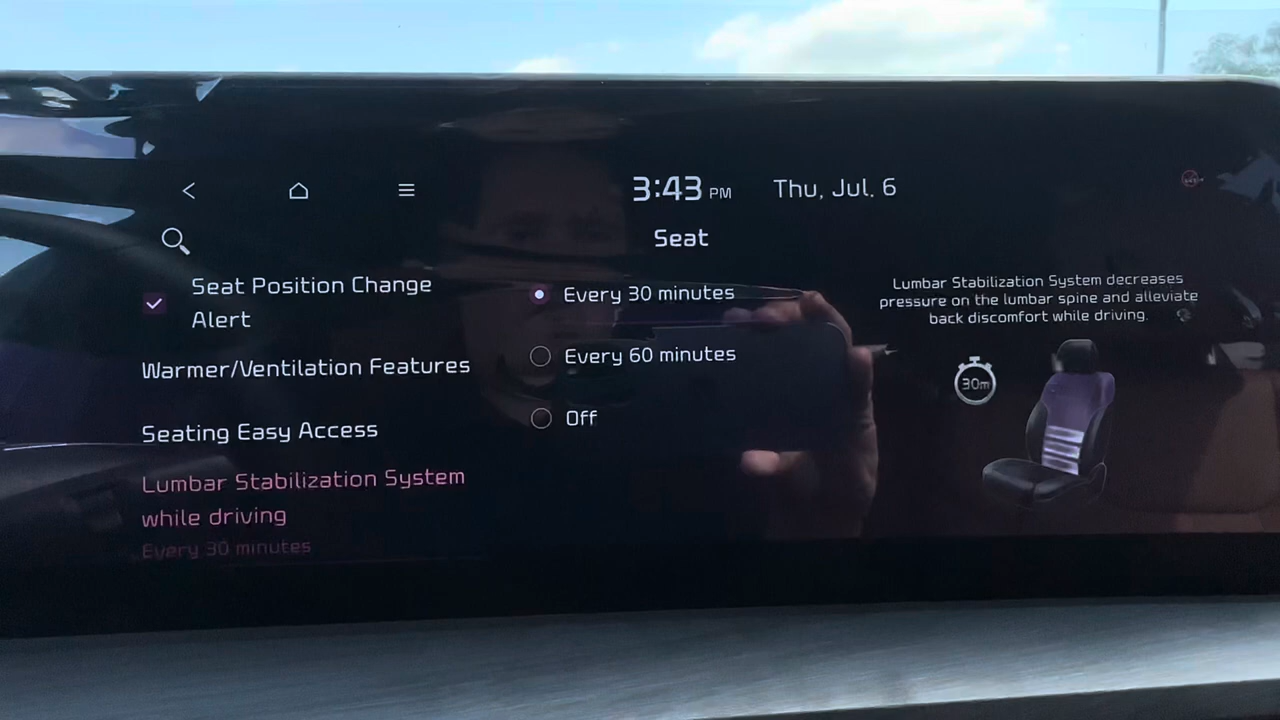 3:43 PM Thu, Jul. 6
Seat
Seat Position Change
Alert
Warmer/Ventilation Features
Seating Easy Access
Lumbar Stabilization System
while driving
Every 30 minutes
Every 30 minutes
Every 60 minutes
Off
Lumbar Stabilization System decreases
pressure on the lumbar spine and alleviate
back discomfort while driving.
30m